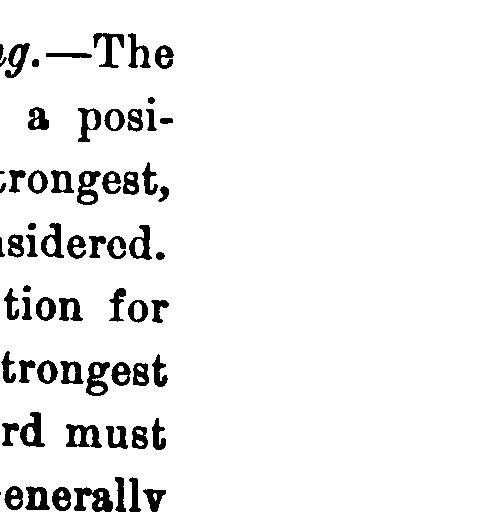 g.—The
a posi-
trongest,
sidered.
tion for
trongest
rd must
enerally